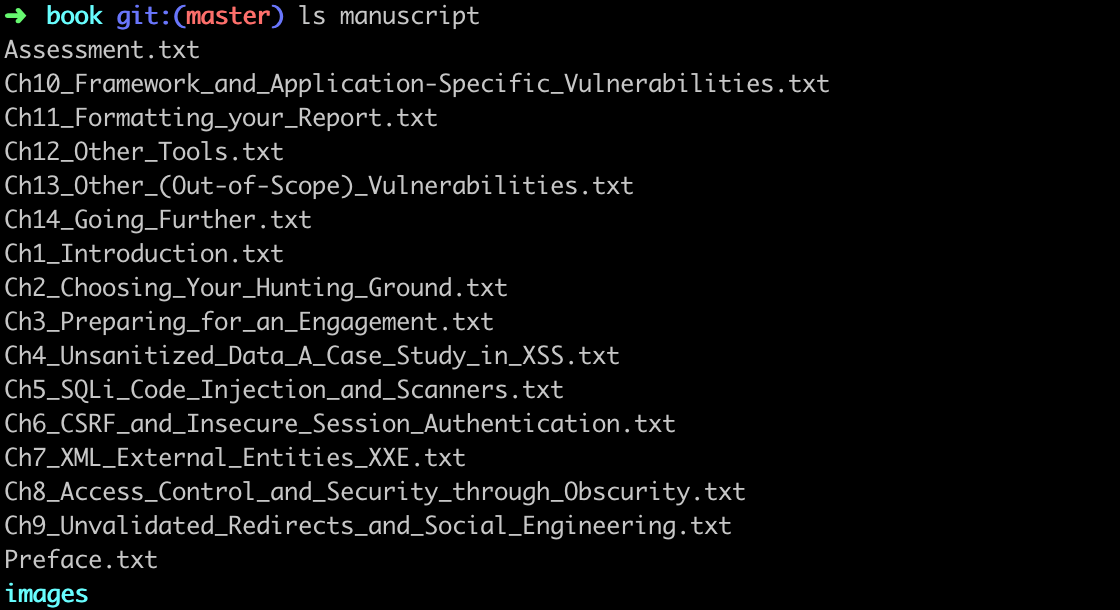 ➜ book git:(master) ls manuscript
Assessment.txt
Ch10_Framework_and_Application-Specific_Vulnerabilities.txt
Ch11_Formatting_your_Report.txt
Ch12_Other_Tools.txt
Ch13_Other_(Out-of-Scope)_Vulnerabilities.txt
Ch14_Going_Further.txt
Ch1_Introduction.txt
Ch2_Choosing_Your_Hunting_Ground.txt
Ch3_Preparing_for_an_Engagement.txt
Ch4_Unsanitized_Data_A_Case_Study_in_XSS.txt
Ch5_SQLi_Code_Injection_and_Scanners.txt
Ch6_CSRF_and_Insecure_Session_Authentication.txt
Ch7_XML_External_Entities_XXE.txt
Ch8_Access_Control_and_Security_through_Obscurity.txt
Ch9_Unvalidated_Redirects_and_Social_Engineering.txt
Preface.txt
images